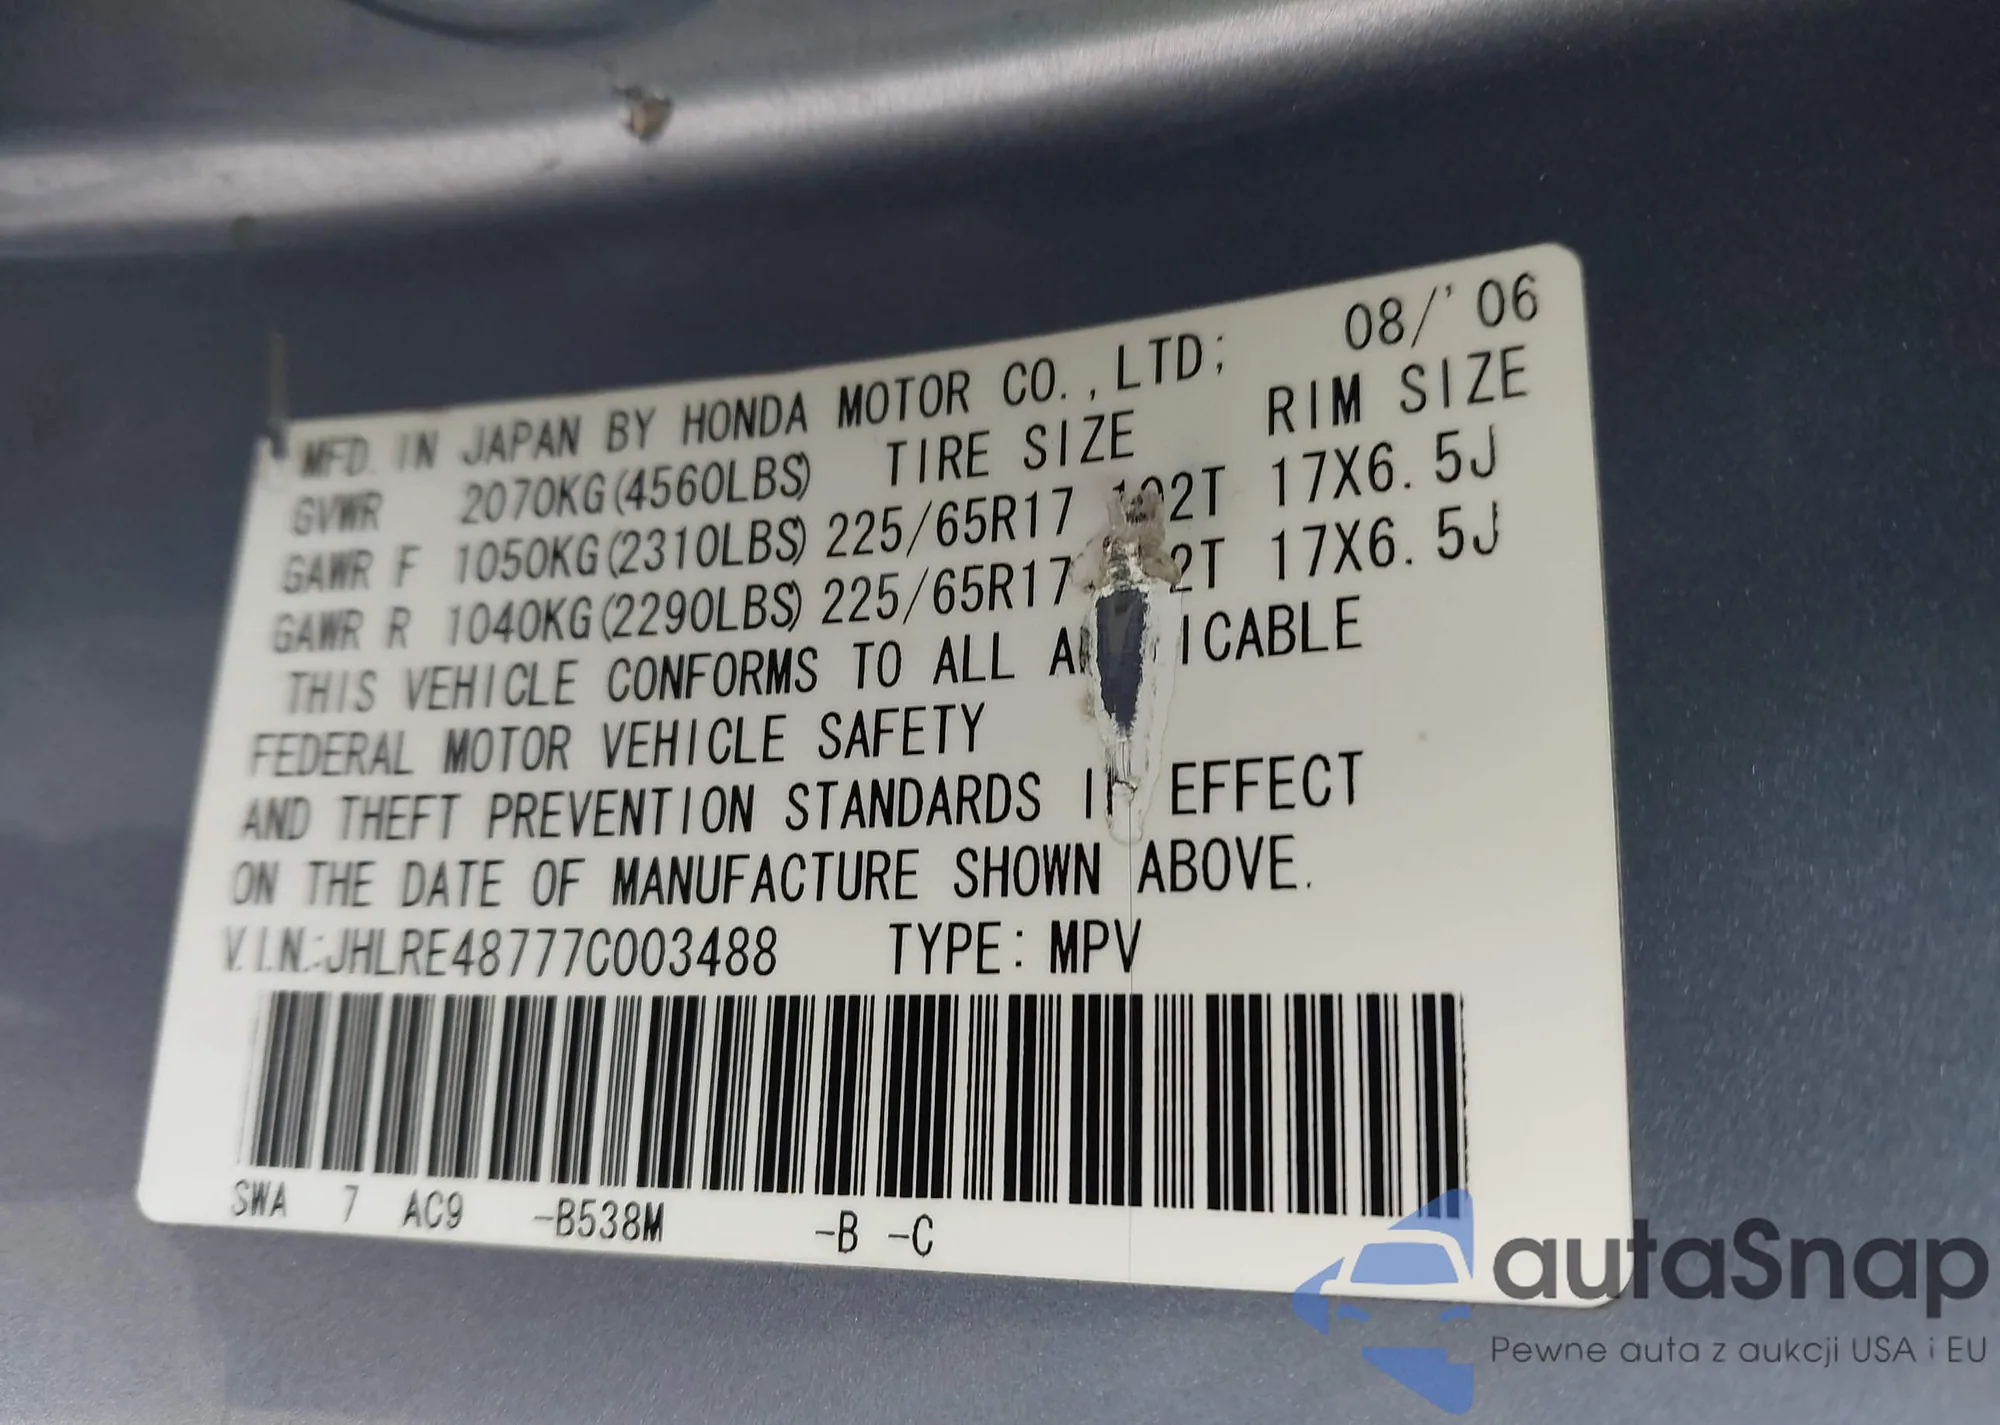 MFD. IN JAPAN BY HONDA MOTOR CO.,LTD; 08/'06
GVWR 2070KG(4560LBS) TIRE SIZE RIM SIZE
GAWR F 1050KG(2310LBS) 225/65R17 102T 17X6.5J
GAWR R 1040KG(2290LBS) 225/65R17 2T 17X6.5J
THIS VEHICLE CONFORMS TO ALL A ICABLE
FEDERAL MOTOR VEHICLE SAFETY
AND THEFT PREVENTION STANDARDS I EFFECT
ON THE DATE OF MANUFACTURE SHOWN ABOVE.
V.I.N.:JHLRE48777C003488 TYPE:MPV
SWA 7 AC9 -B538M -B -C
autaSnap
Pewne auta z aukcji USA i EU